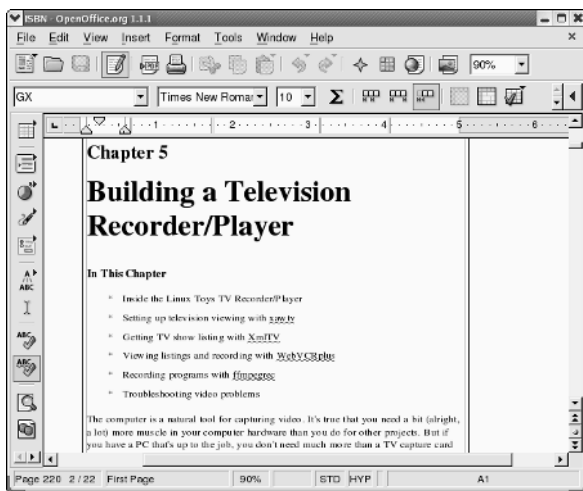 ISBN - OpenOffice.org 1.1.1
File Edit View Insert Format Tools Window Help
90%
GX Times New Roman 10
1 2 3 4 5 6
Chapter 5
Building a Television
Recorder/Player
In This Chapter
Inside the Linux Toys TV Recorder/Player
Setting up television viewing with xawtv
Getting TV show listing with XmlTV
Viewing listings and recording with WebVCRplus
Recording programs with ffmpegrec
Troubleshooting video problems
The computer is a natural tool for capturing video. It's true that you need a bit (alright,
a lot) more muscle in your computer hardware than you do for other projects. But if
you have a PC that's up to the job, you don't need much more than a TV capture card
Page 220 2 / 22 First Page 90% STD HYP A1